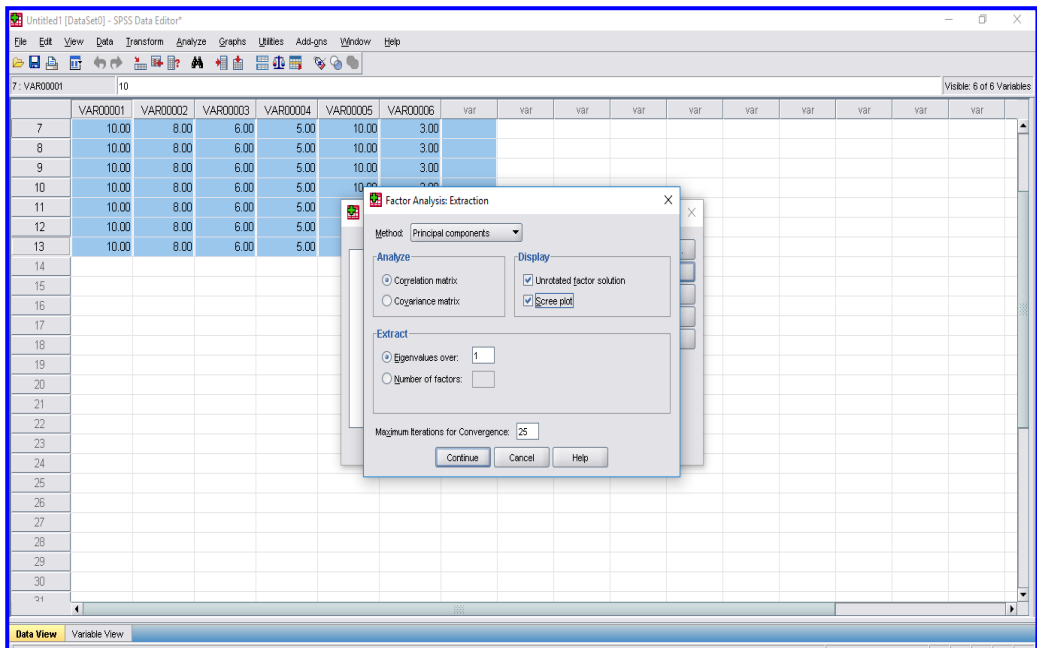 Untitled1 [DataSet0] - SPSS Data Editor*
File Edit View Data Transform Analyze Graphs Utilities Add-ons Window Help
7 : VAR00001 10 Visible: 6 of 6 Variables
VAR00001 VAR00002 VAR00003 VAR00004 VAR00005 VAR00006 var var var var var var var
7 10.00 8.00 6.00 5.00 10.00 3.00
8 10.00 8.00 6.00 5.00 10.00 3.00
9 10.00 8.00 6.00 5.00 10.00 3.00
10 10.00 8.00 6.00 5.00
11 10.00 8.00 6.00 5.00
12 10.00 8.00 6.00 5.00
13 10.00 8.00 6.00 5.00
14
15
16
17
18
19
20
21
22
23
24
25
26
27
28
29
30
Factor Analysis: Extraction
Method: Principal components
Analyze
Correlation matrix
Covariance matrix
Display
Unrotated factor solution
Scree plot
Extract
Eigenvalues over: 1
Number of factors:
Maximum Iterations for Convergence: 25
Continue Cancel Help
Data View Variable View